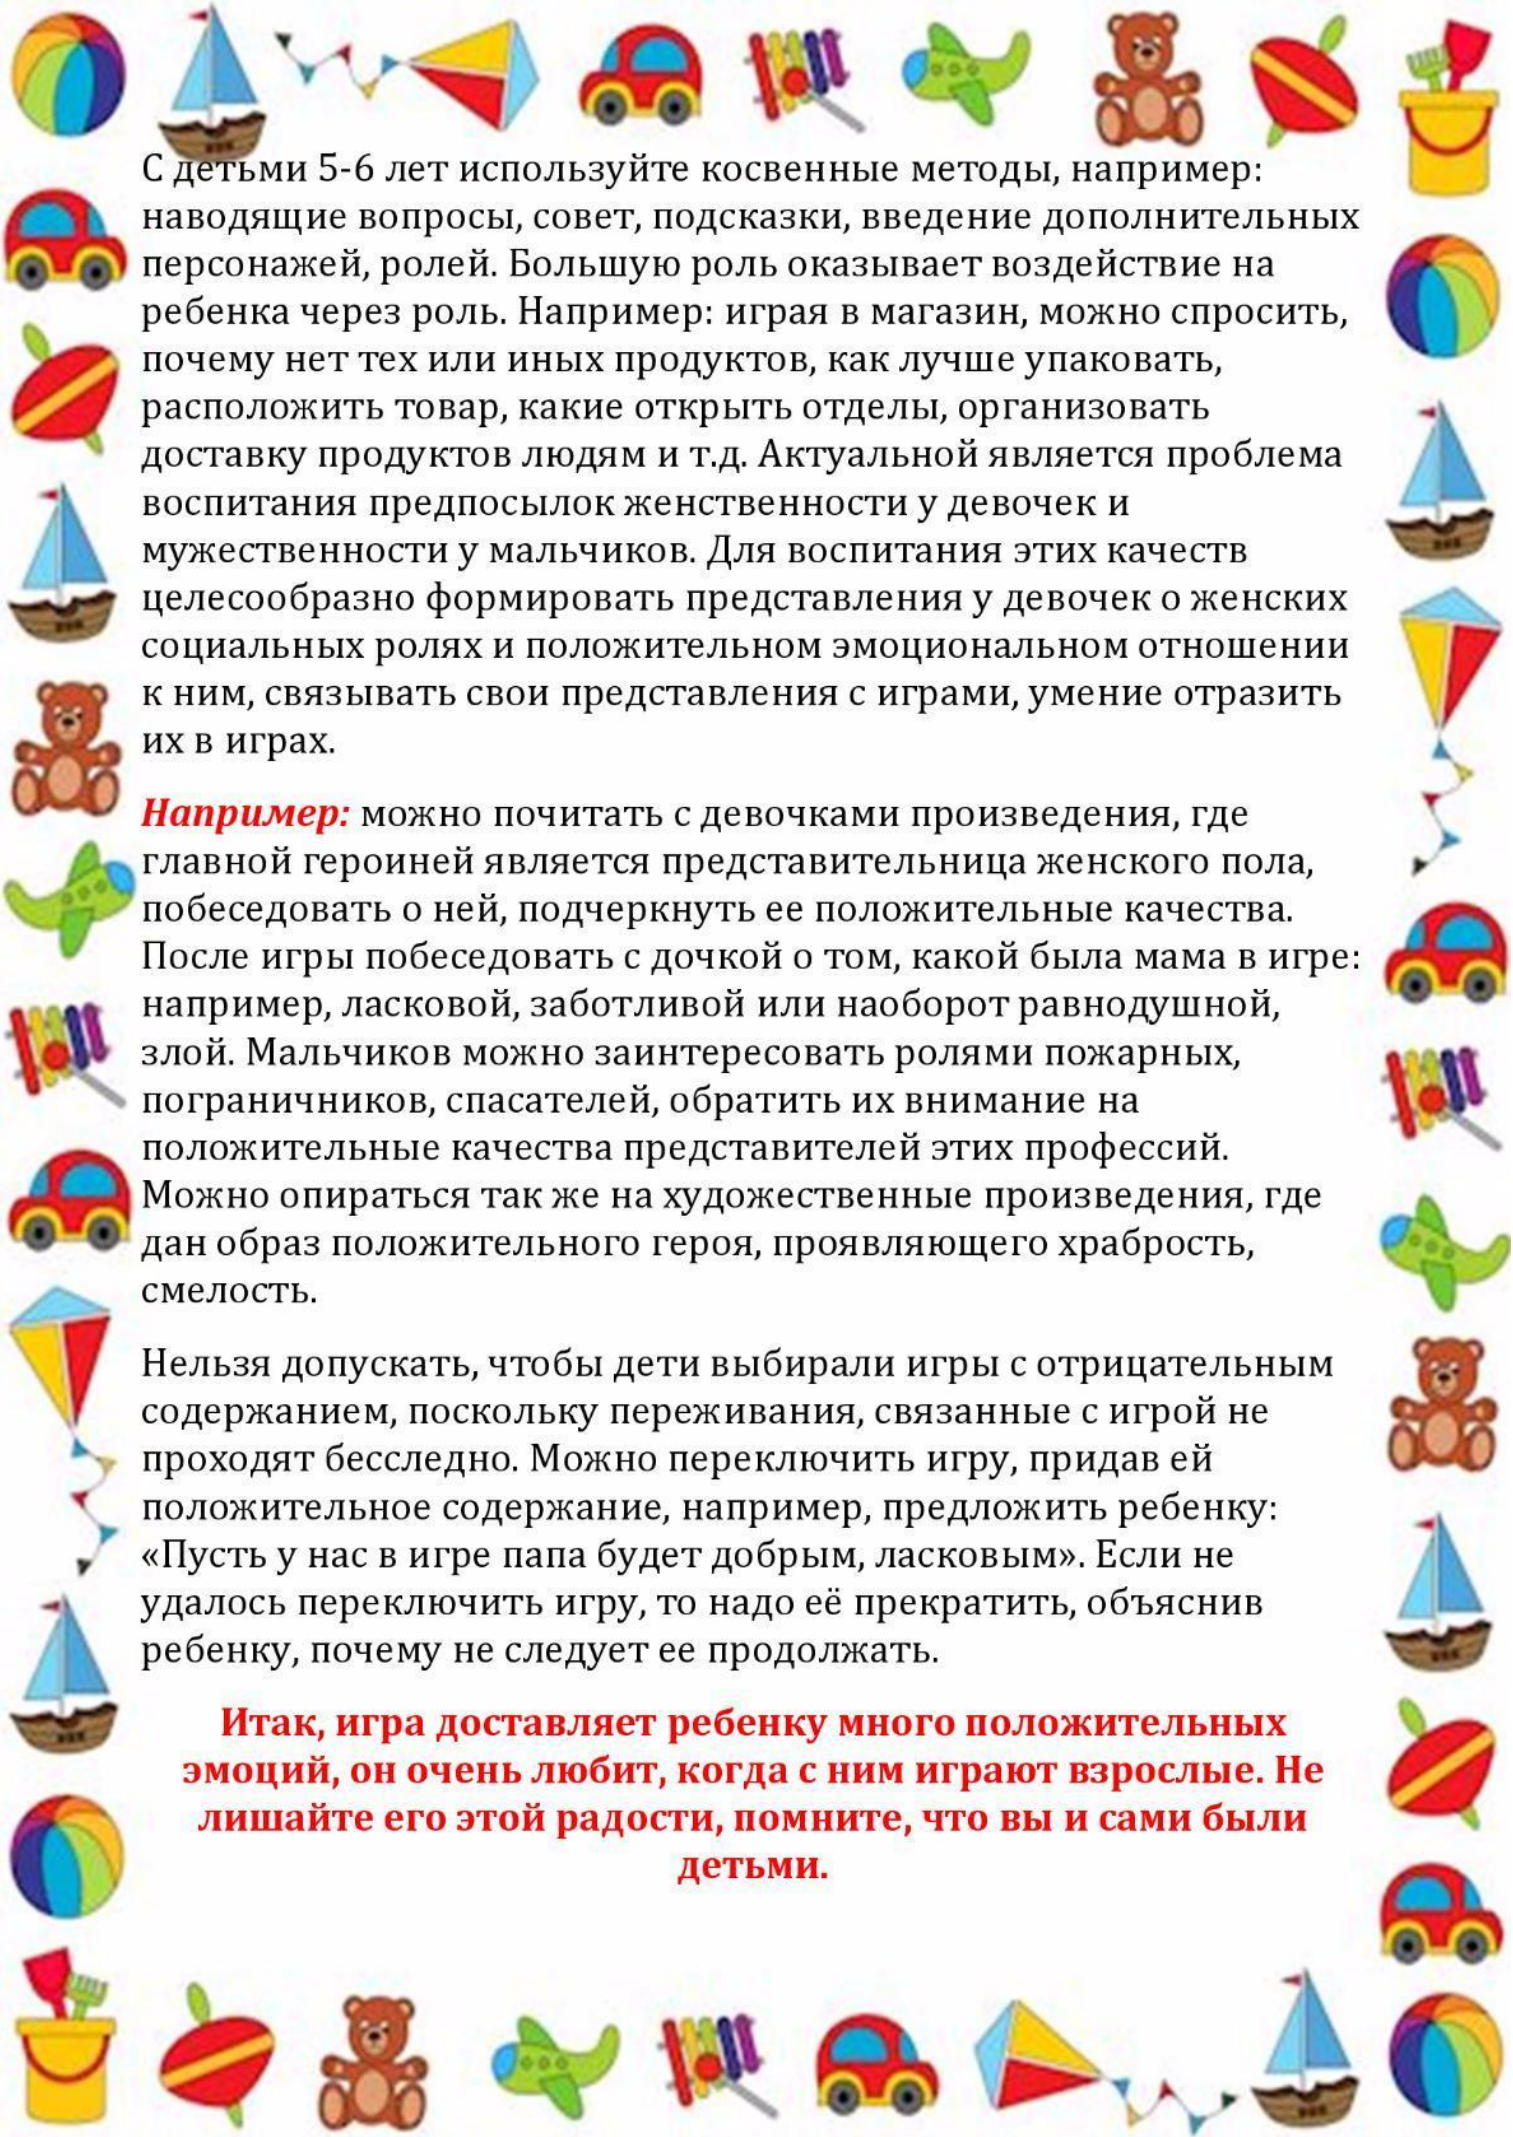 С детьми 5-6 лет используйте косвенные методы, например:
наводящие вопросы, совет, подсказки, введение дополнительных
персонажей, ролей. Большую роль оказывает воздействие на
ребенка через роль. Например: играя в магазин, можно спросить,
почему нет тех или иных продуктов, как лучше упаковать,
расположить товар, какие открыть отделы, организовать
доставку продуктов людям и т.д. Актуальной является проблема
воспитания предпосылок женственности у девочек и
мужественности у мальчиков. Для воспитания этих качеств
целесообразно формировать представления у девочек о женских
социальных ролях и положительном эмоциональном отношении
к ним, связывать свои представления с играми, умение отразить
их в играх.
Например: можно почитать с девочками произведения, где
главной героиней является представительница женского пола,
побеседовать о ней, подчеркнуть ее положительные качества.
После игры побеседовать с дочкой о том, какой была мама в игре:
например, ласковой, заботливой или наоборот равнодушной,
злой. Мальчиков можно заинтересовать ролями пожарных,
пограничников, спасателей, обратить их внимание на
положительные качества представителей этих профессий.
Можно опираться так же на художественные произведения, где
дан образ положительного героя, проявляющего храбрость,
смелость.
Нельзя допускать, чтобы дети выбирали игры с отрицательным
содержанием, поскольку переживания, связанные с игрой не
проходят бесследно. Можно переключить игру, придав ей
положительное содержание, например, предложить ребенку:
«Пусть у нас в игре папа будет добрым, ласковым». Если не
удалось переключить игру, то надо её прекратить, объяснив
ребенку, почему не следует ее продолжать.
Итак, игра доставляет ребенку много положительных
эмоций, он очень любит, когда с ним играют взрослые. Не
лишайте его этой радости, помните, что вы и сами были
детьми.